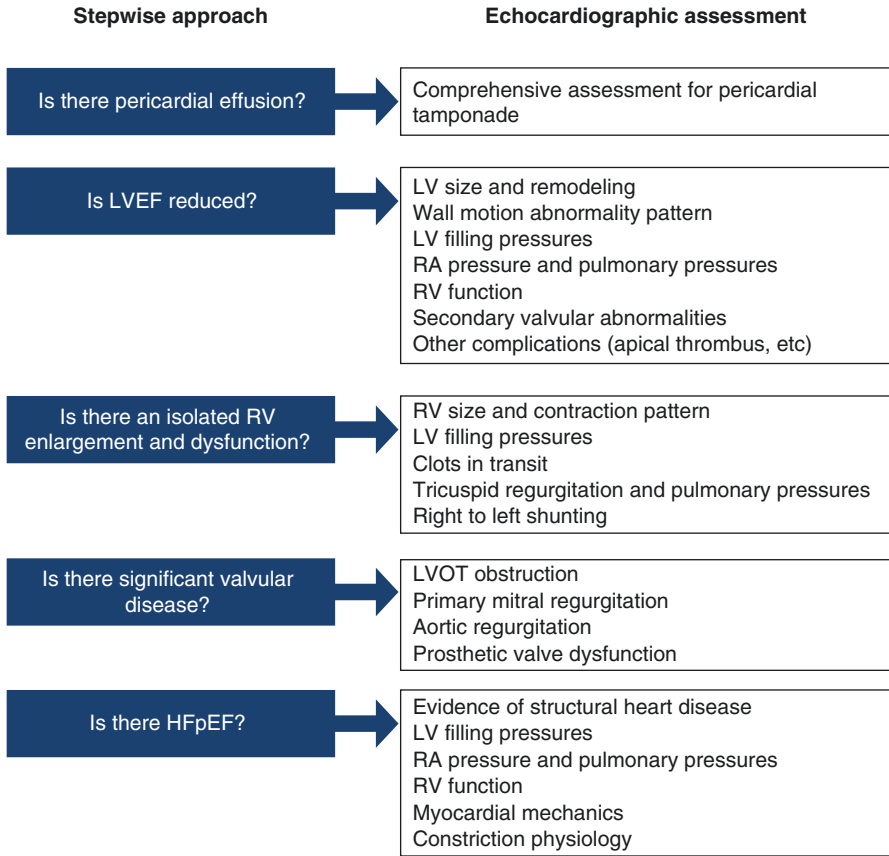 Stepwise approach
Echocardiographic assessment
Is there pericardial effusion?
Comprehensive assessment for pericardial
tamponade
Is LVEF reduced?
LV size and remodeling
Wall motion abnormality pattern
LV filling pressures
RA pressure and pulmonary pressures
RV function
Secondary valvular abnormalities
Other complications (apical thrombus, etc)
Is there an isolated RV
enlargement and dysfunction?
RV size and contraction pattern
LV filling pressures
Clots in transit
Tricuspid regurgitation and pulmonary pressures
Right to left shunting
Is there significant valvular
disease?
LVOT obstruction
Primary mitral regurgitation
Aortic regurgitation
Prosthetic valve dysfunction
Is there HFpEF?
Evidence of structural heart disease
LV filling pressures
RA pressure and pulmonary pressures
RV function
Myocardial mechanics
Constriction physiology